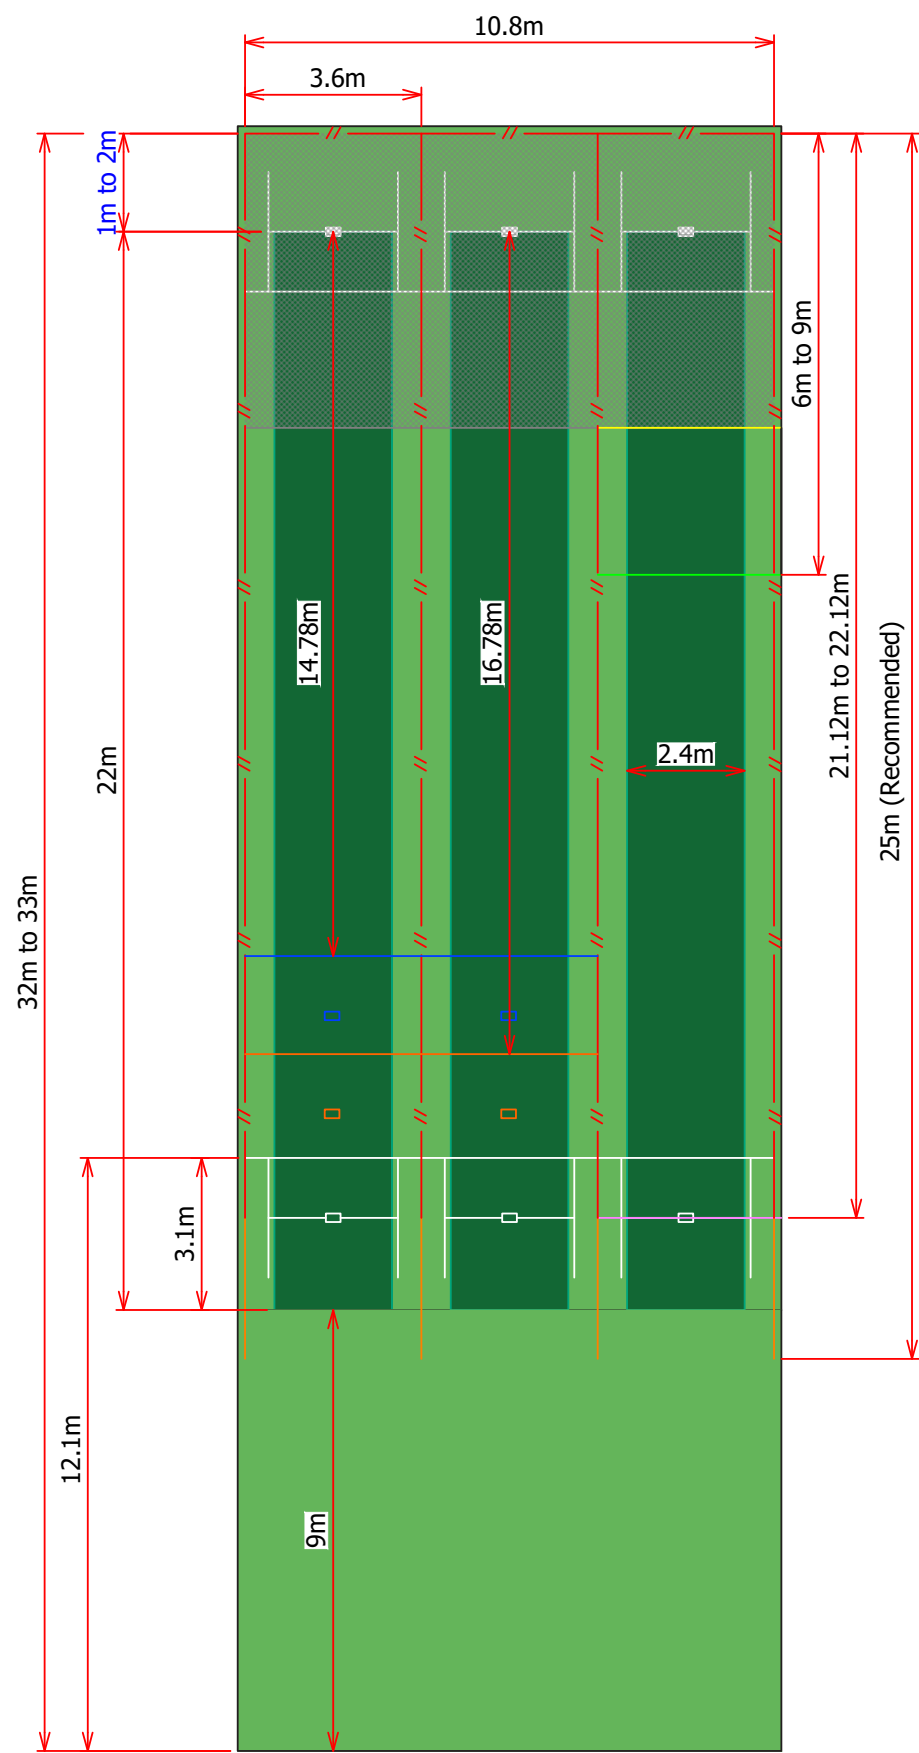 10.8m
3.6m
1m to 2m
6m to 9m
14.78m
16.78m
21.12m to 22.12m
25m (Recommended)
2.4m
22m
32m to 33m
3.1m
12.1m
9m